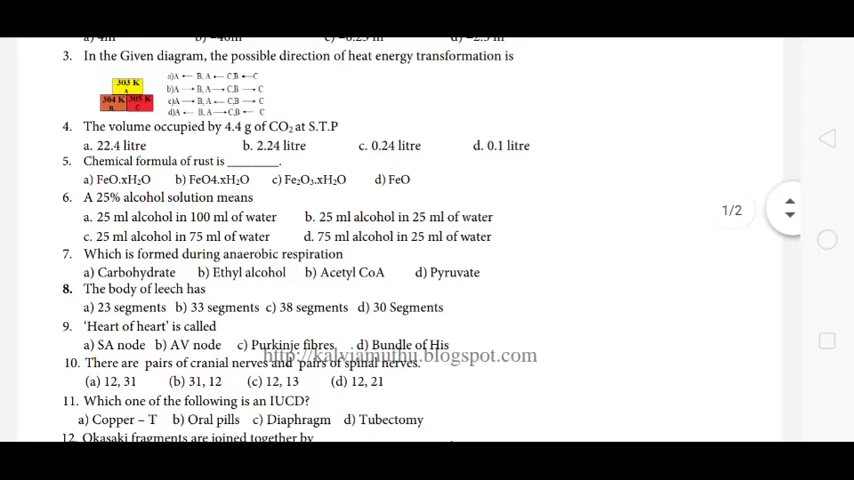 a) 4m b) –40m c) –0.25 m d) –2.5 m
3. In the Given diagram, the possible direction of heat energy transformation is
303 K
A
304 K 305 K
B C
a)A ← B, A ← C,B ←C
b)A → B, A → C,B → C
c)A → B, A ← C,B → C
d)A ← B, A →C,B ← C
4. The volume occupied by 4.4 g of CO₂ at S.T.P
a. 22.4 litre b. 2.24 litre c. 0.24 litre d. 0.1 litre
5. Chemical formula of rust is ________.
a) FeO.xH₂O b) FeO4.xH₂O c) Fe₂O₃.xH₂O d) FeO
6. A 25% alcohol solution means
a. 25 ml alcohol in 100 ml of water b. 25 ml alcohol in 25 ml of water
c. 25 ml alcohol in 75 ml of water d. 75 ml alcohol in 25 ml of water
7. Which is formed during anaerobic respiration
a) Carbohydrate b) Ethyl alcohol b) Acetyl CoA d) Pyruvate
8. The body of leech has
a) 23 segments b) 33 segments c) 38 segments d) 30 Segments
9. ‘Heart of heart’ is called
a) SA node b) AV node c) Purkinje fibres d) Bundle of His
http://kalviamuthu.blogspot.com
10. There are pairs of cranial nerves and pairs of spinal nerves.
(a) 12, 31 (b) 31, 12 (c) 12, 13 (d) 12, 21
11. Which one of the following is an IUCD?
a) Copper – T b) Oral pills c) Diaphragm d) Tubectomy
12. Okasaki fragments are joined together by
1/2